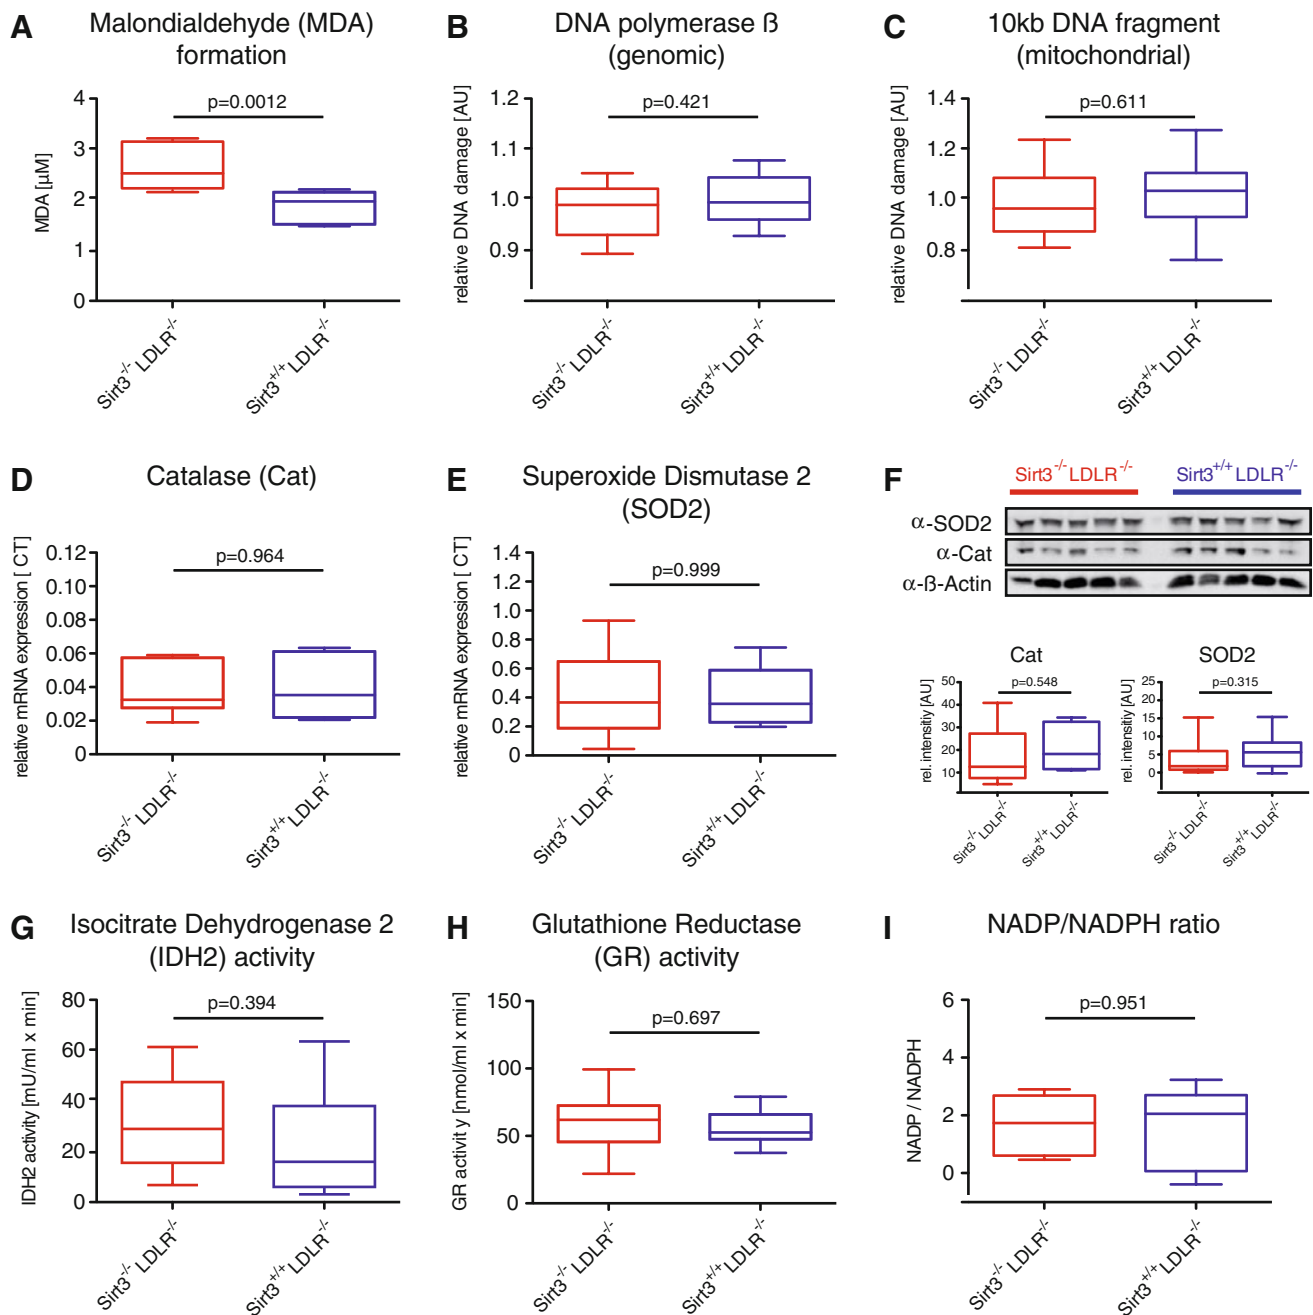 A Malondialdehyde (MDA)
formation
p=0.0012
MDA [µM]
4
3
2
1
0
Sirt3-/- LDLR-/-
Sirt3+/+ LDLR-/-
B DNA polymerase ß
(genomic)
p=0.421
relative DNA damage [AU]
1.2
1.1
1.0
0.9
Sirt3-/- LDLR-/-
Sirt3+/+ LDLR-/-
C 10kb DNA fragment
(mitochondrial)
p=0.611
relative DNA damage [AU]
1.4
1.2
1.0
0.8
Sirt3-/- LDLR-/-
Sirt3+/+ LDLR-/-
D Catalase (Cat)
p=0.964
relative mRNA expression [ CT]
0.12
0.10
0.08
0.06
0.04
0.02
0
Sirt3-/- LDLR-/-
Sirt3+/+ LDLR-/-
E Superoxide Dismutase 2
(SOD2)
p=0.999
relative mRNA expression [ CT]
1.4
1.2
1.0
0.8
0.6
0.4
0.2
0
Sirt3-/- LDLR-/-
Sirt3+/+ LDLR-/-
F Sirt3-/- LDLR-/- Sirt3+/+ LDLR-/-
α-SOD2
α-Cat
α-ß-Actin
Cat
p=0.548
rel. intensitiy [AU]
50
40
30
20
10
Sirt3-/- LDLR-/-
Sirt3+/+ LDLR-/-
SOD2
p=0.315
rel. intensitiy [AU]
25
20
15
10
5
0
Sirt3-/- LDLR-/-
Sirt3+/+ LDLR-/-
G Isocitrate Dehydrogenase 2
(IDH2) activity
p=0.394
IDH2 activity [mU/ml x min]
80
60
40
20
0
Sirt3-/- LDLR-/-
Sirt3+/+ LDLR-/-
H Glutathione Reductase
(GR) activity
p=0.697
GR activit y [nmol/ml x min]
150
100
50
0
Sirt3-/- LDLR-/-
Sirt3+/+ LDLR-/-
I NADP/NADPH ratio
p=0.951
NADP / NADPH
6
4
2
0
Sirt3-/- LDLR-/-
Sirt3+/+ LDLR-/-